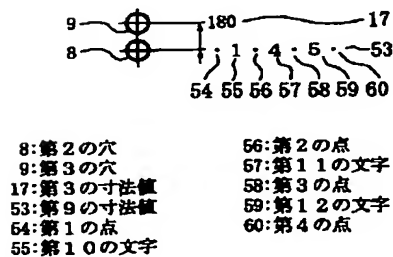 9 180 17
8 ・1・4・5・ 53
54 55 56 57 58 59 60
8:第2の穴
9:第3の穴
17:第3の寸法値
53:第9の寸法値
54:第1の点
55:第10の文字
56:第2の点
57:第11の文字
58:第3の点
59:第12の文字
60:第4の点